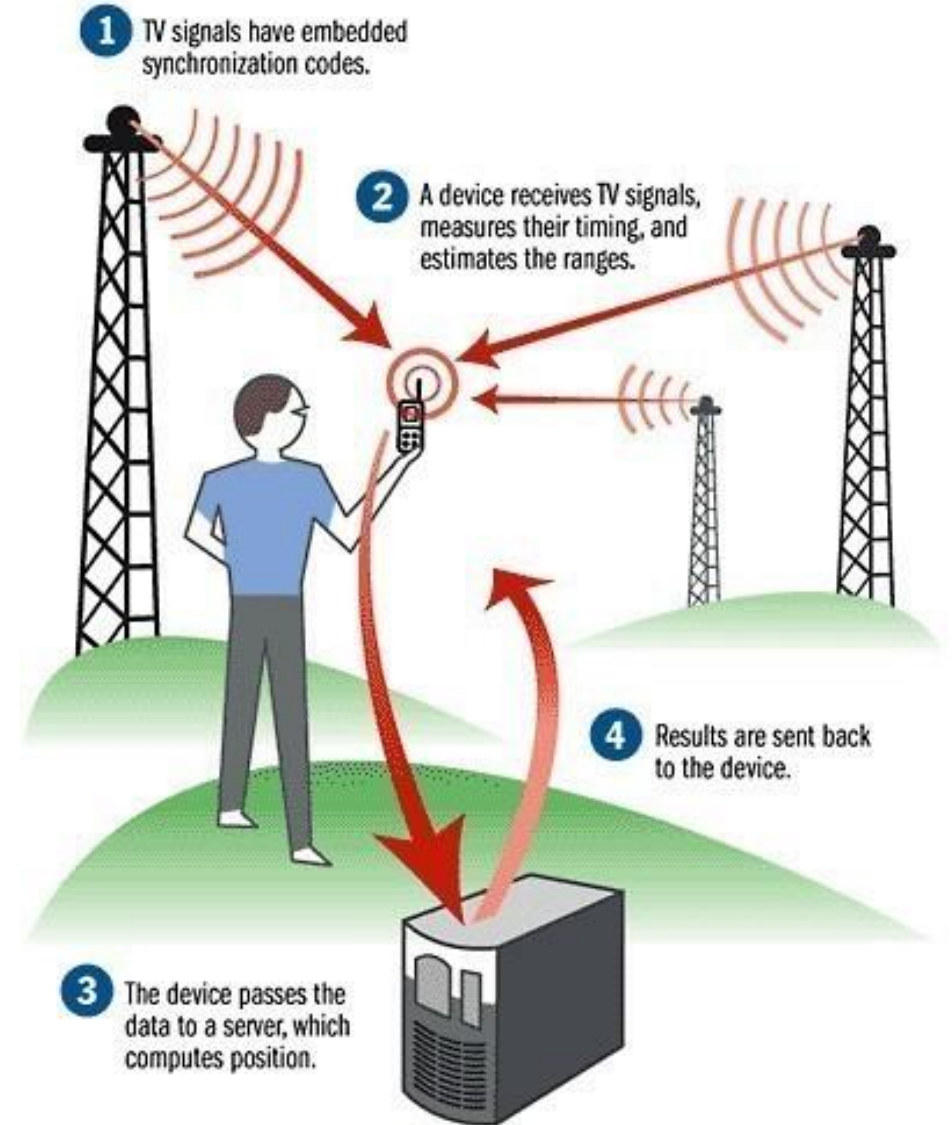 1 TV signals have embedded
synchronization codes.
2 A device receives TV signals,
measures their timing, and
estimates the ranges.
4 Results are sent back
to the device.
3 The device passes the
data to a server, which
computes position.